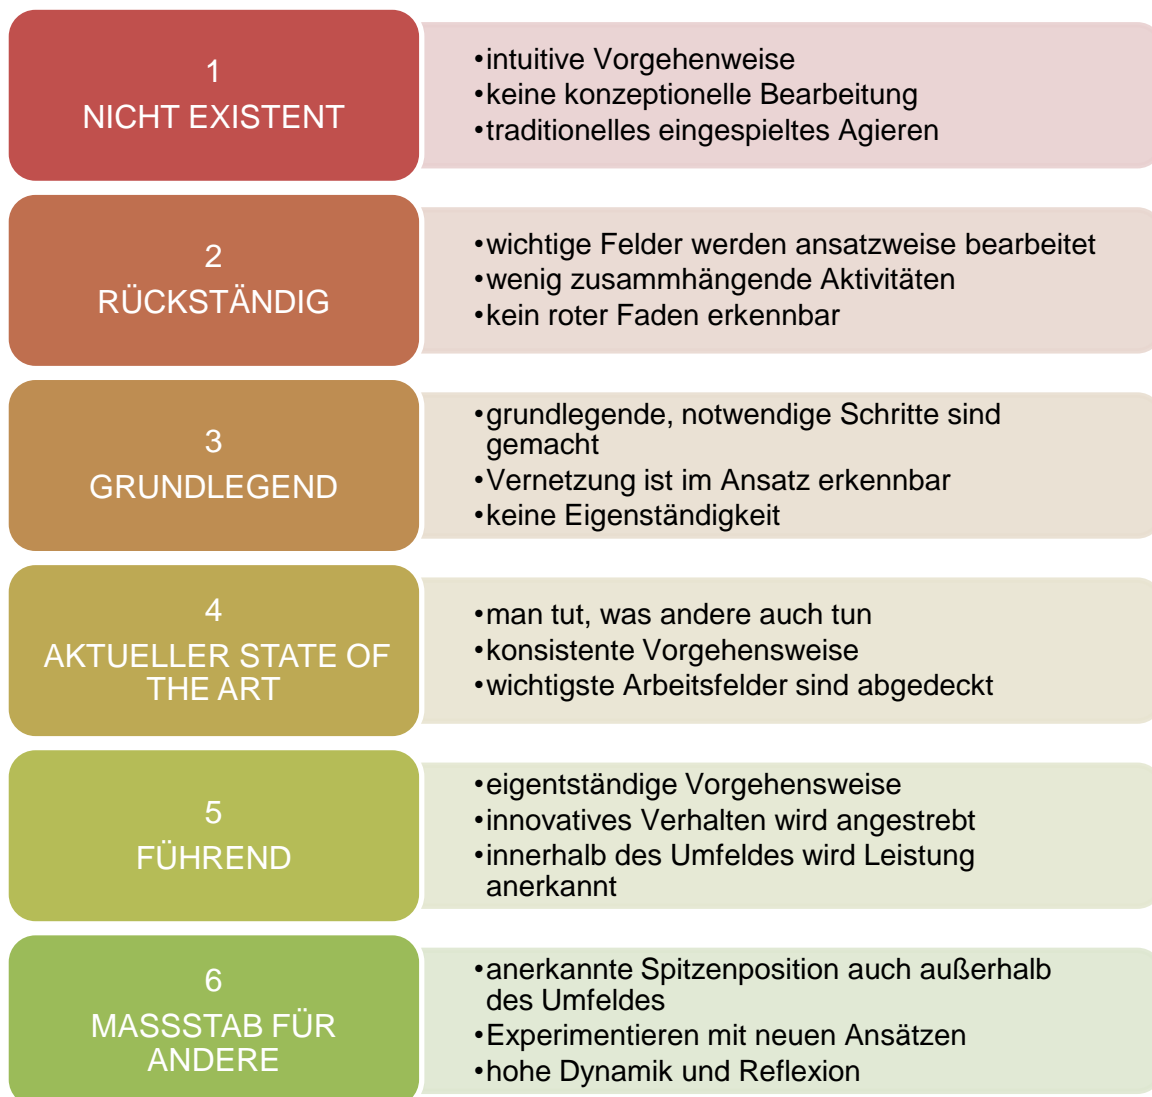 1
NICHT EXISTENT
•intuitive Vorgehenweise
•keine konzeptionelle Bearbeitung
•traditionelles eingespieltes Agieren
2
RÜCKSTÄNDIG
•wichtige Felder werden ansatzweise bearbeitet
•wenig zusammhängende Aktivitäten
•kein roter Faden erkennbar
3
GRUNDLEGEND
•grundlegende, notwendige Schritte sind
gemacht
•Vernetzung ist im Ansatz erkennbar
•keine Eigenständigkeit
4
AKTUELLER STATE OF
THE ART
•man tut, was andere auch tun
•konsistente Vorgehensweise
•wichtigste Arbeitsfelder sind abgedeckt
5
FÜHREND
•eigentständige Vorgehensweise
•innovatives Verhalten wird angestrebt
•innerhalb des Umfeldes wird Leistung
anerkannt
6
MASSSTAB FÜR
ANDERE
•anerkannte Spitzenposition auch außerhalb
des Umfeldes
•Experimentieren mit neuen Ansätzen
•hohe Dynamik und Reflexion